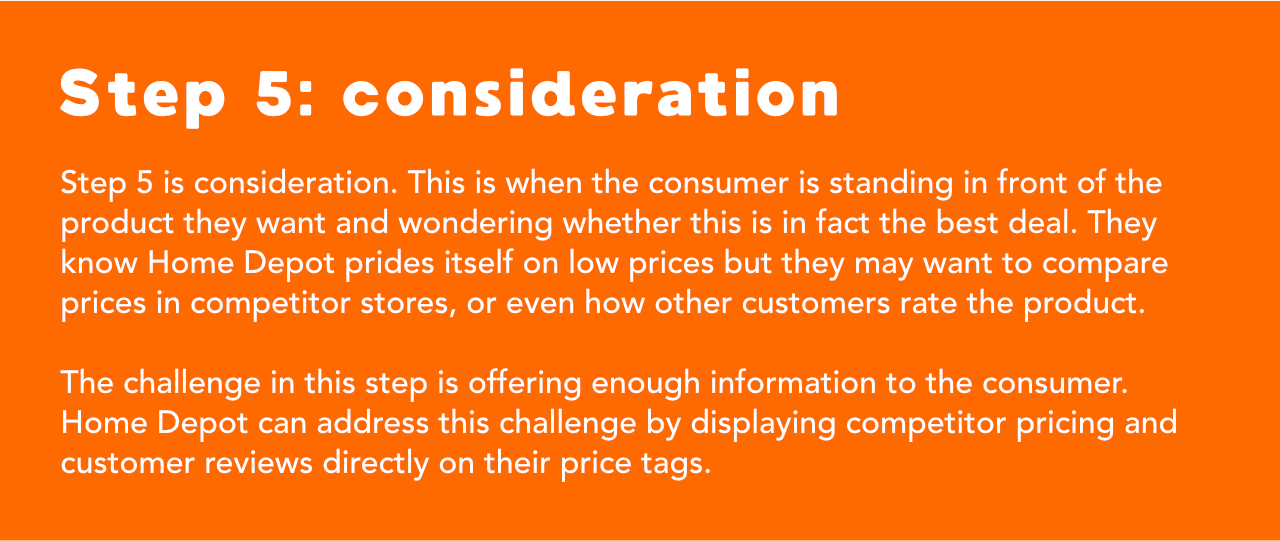 Step 5: consideration
Step 5 is consideration. This is when the consumer is standing in front of the
product they want and wondering whether this is in fact the best deal. They
know Home Depot prides itself on low prices but they may want to compare
prices in competitor stores, or even how other customers rate the product.
The challenge in this step is offering enough information to the consumer.
Home Depot can address this challenge by displaying competitor pricing and
customer reviews directly on their price tags.